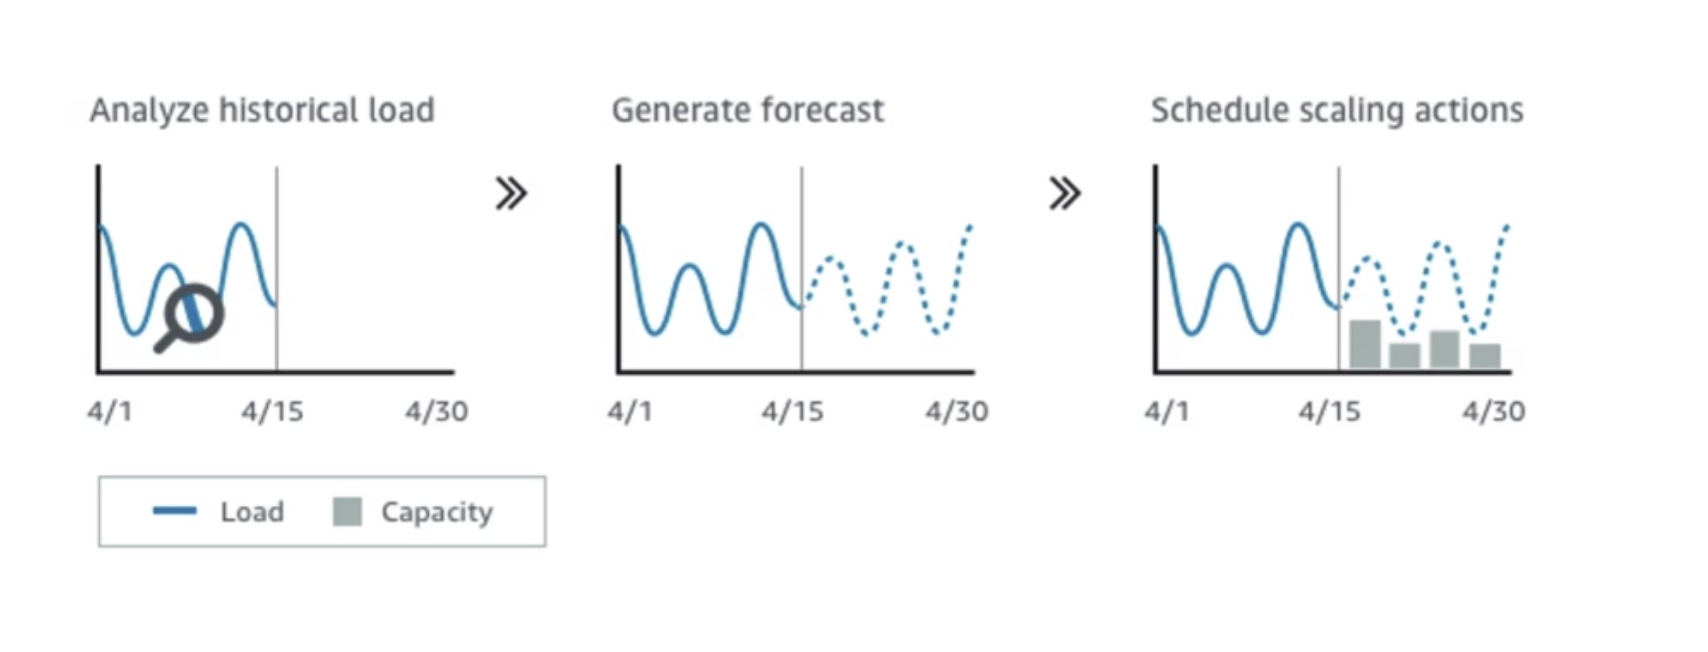 Analyze historical load
Generate forecast
Schedule scaling actions
4/1 4/15 4/30
4/1 4/15 4/30
4/1 4/15 4/30
Load Capacity